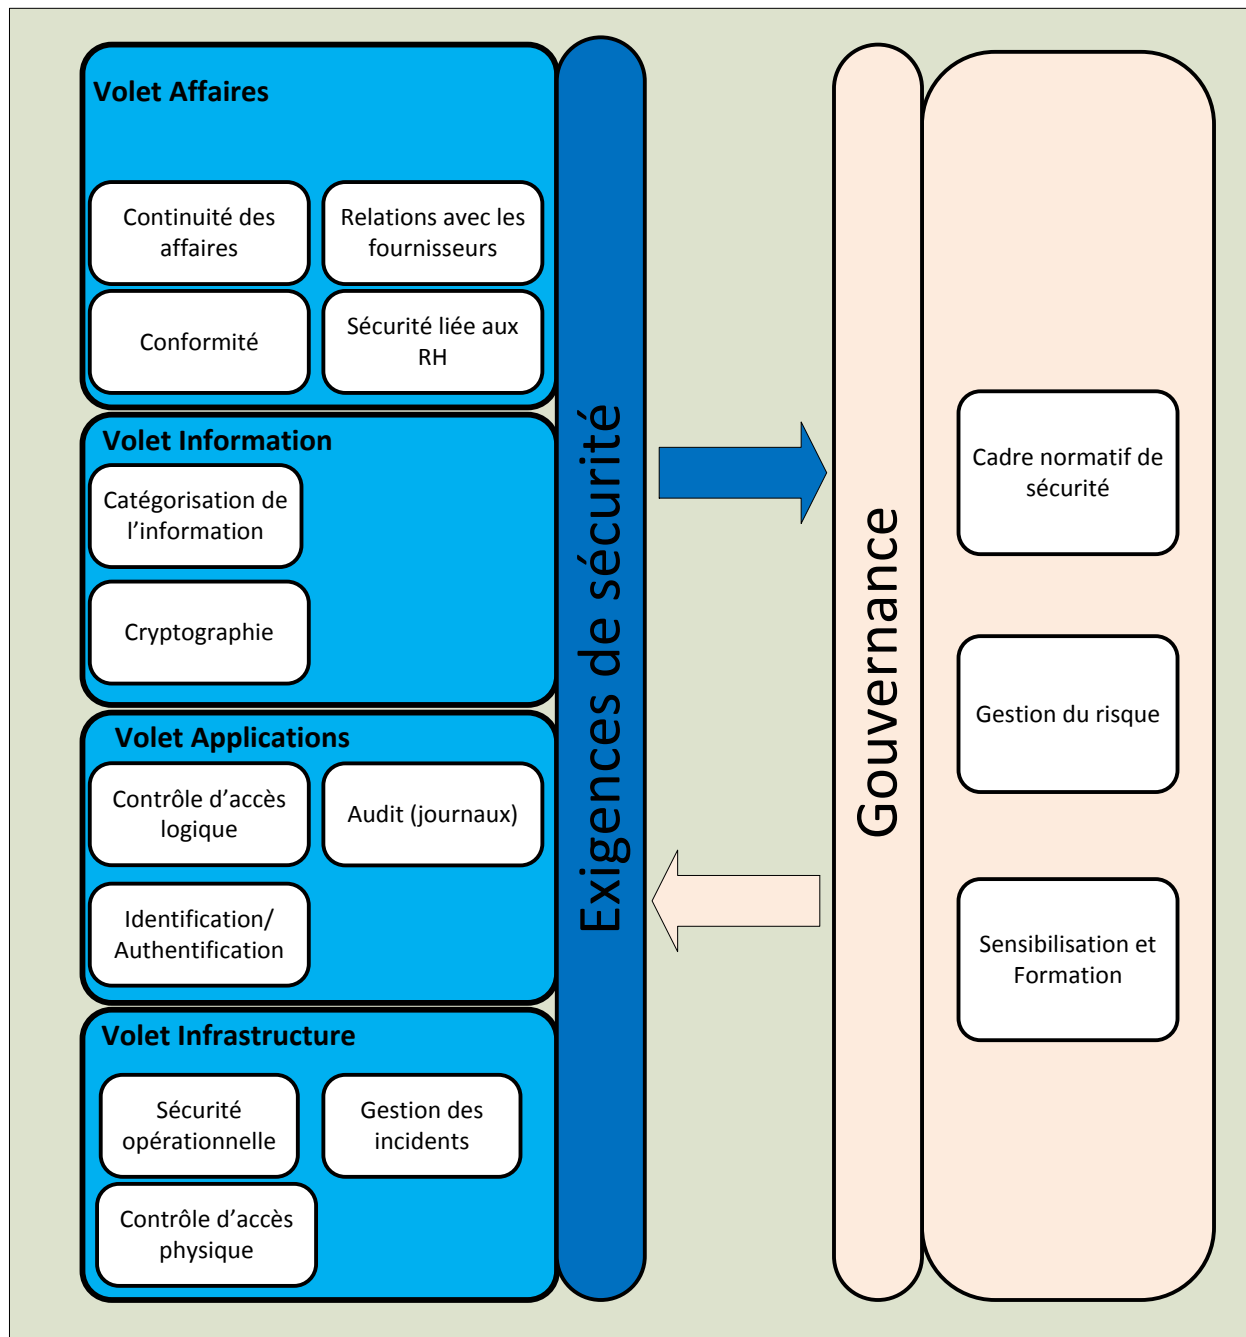 Volet Affaires
Continuité des
affaires
Relations avec les
fournisseurs
Conformité
Sécurité liée aux
RH
Volet Information
Catégorisation de
l’information
Cryptographie
Volet Applications
Contrôle d’accès
logique
Audit (journaux)
Identification/
Authentification
Volet Infrastructure
Sécurité
opérationnelle
Gestion des
incidents
Contrôle d’accès
physique
Exigences de sécurité
Gouvernance
Cadre normatif de
sécurité
Gestion du risque
Sensibilisation et
Formation